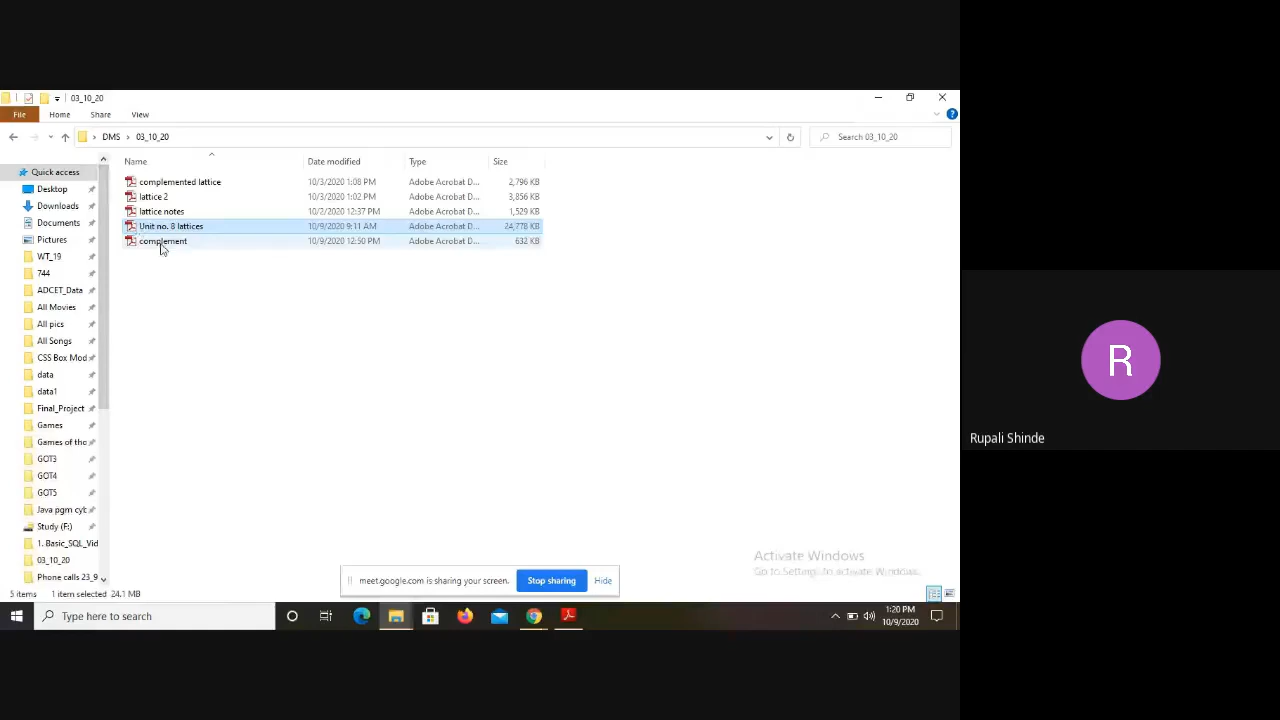 03_10_20
File Home Share View
DMS › 03_10_20
Search 03_10_20
Name Date modified Type Size
Quick access
Desktop
Downloads
Documents
Pictures
WT_19
744
ADCET_Data
All Movies
All pics
All Songs
CSS Box Mod
data
data1
Final_Project
Games
Games of tho
GOT3
GOT4
GOT5
Java pgm cyb
Study (F:)
1. Basic_SQL_Vid
03_10_20
Phone calls 23_9
complemented lattice 10/3/2020 1:08 PM Adobe Acrobat D... 2,796 KB
lattice 2 10/3/2020 1:02 PM Adobe Acrobat D... 3,856 KB
lattice notes 10/2/2020 12:37 PM Adobe Acrobat D... 1,529 KB
Unit no. 8 lattices 10/9/2020 9:11 AM Adobe Acrobat D... 24,778 KB
complement 10/9/2020 12:50 PM Adobe Acrobat D... 632 KB
R
Rupali Shinde
Activate Windows
Go to Settings to activate Windows.
meet.google.com is sharing your screen. Stop sharing Hide
5 items 1 item selected 24.1 MB
Type here to search
1:20 PM
10/9/2020